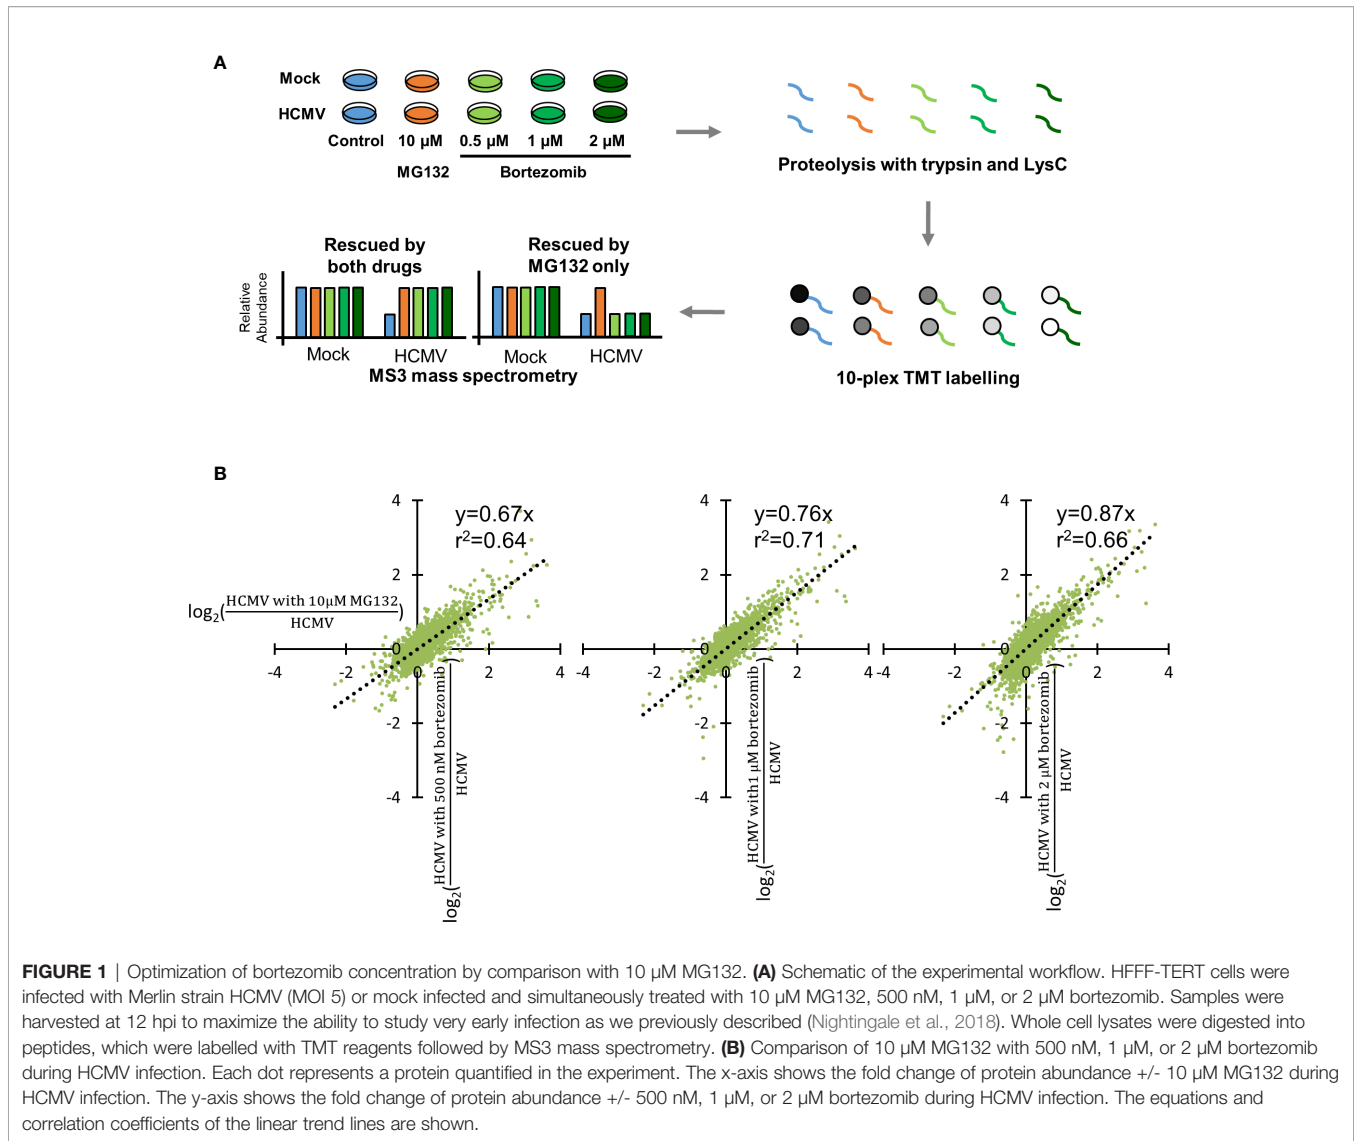 A
Mock
HCMV
Control 10 µM 0.5 µM 1 µM 2 µM
MG132 Bortezomib
Proteolysis with trypsin and LysC
Rescued by
both drugs
Rescued by
MG132 only
Relative
Abundance
Mock HCMV Mock HCMV
MS3 mass spectrometry
10-plex TMT labelling
B
log2(HCMV with 10µM MG132/HCMV)
4
2
0
-2
-4
-4 -2 0 2 4
y=0.67x
r²=0.64
log2(HCMV with 500 nM bortezomib/HCMV)
4
2
0
-2
-4
-4 -2 0 2 4
y=0.76x
r²=0.71
log2(HCMV with1 µM bortezomib/HCMV)
4
2
0
-2
-4
-4 -2 0 2 4
y=0.87x
r²=0.66
log2(HCMV with 2 µM bortezomib/HCMV)
FIGURE 1 | Optimization of bortezomib concentration by comparison with 10 µM MG132. (A) Schematic of the experimental workflow. HFFF-TERT cells were
infected with Merlin strain HCMV (MOI 5) or mock infected and simultaneously treated with 10 µM MG132, 500 nM, 1 µM, or 2 µM bortezomib. Samples were
harvested at 12 hpi to maximize the ability to study very early infection as we previously described (Nightingale et al., 2018). Whole cell lysates were digested into
peptides, which were labelled with TMT reagents followed by MS3 mass spectrometry. (B) Comparison of 10 µM MG132 with 500 nM, 1 µM, or 2 µM bortezomib
during HCMV infection. Each dot represents a protein quantified in the experiment. The x-axis shows the fold change of protein abundance +/- 10 µM MG132 during
HCMV infection. The y-axis shows the fold change of protein abundance +/- 500 nM, 1 µM, or 2 µM bortezomib during HCMV infection. The equations and
correlation coefficients of the linear trend lines are shown.